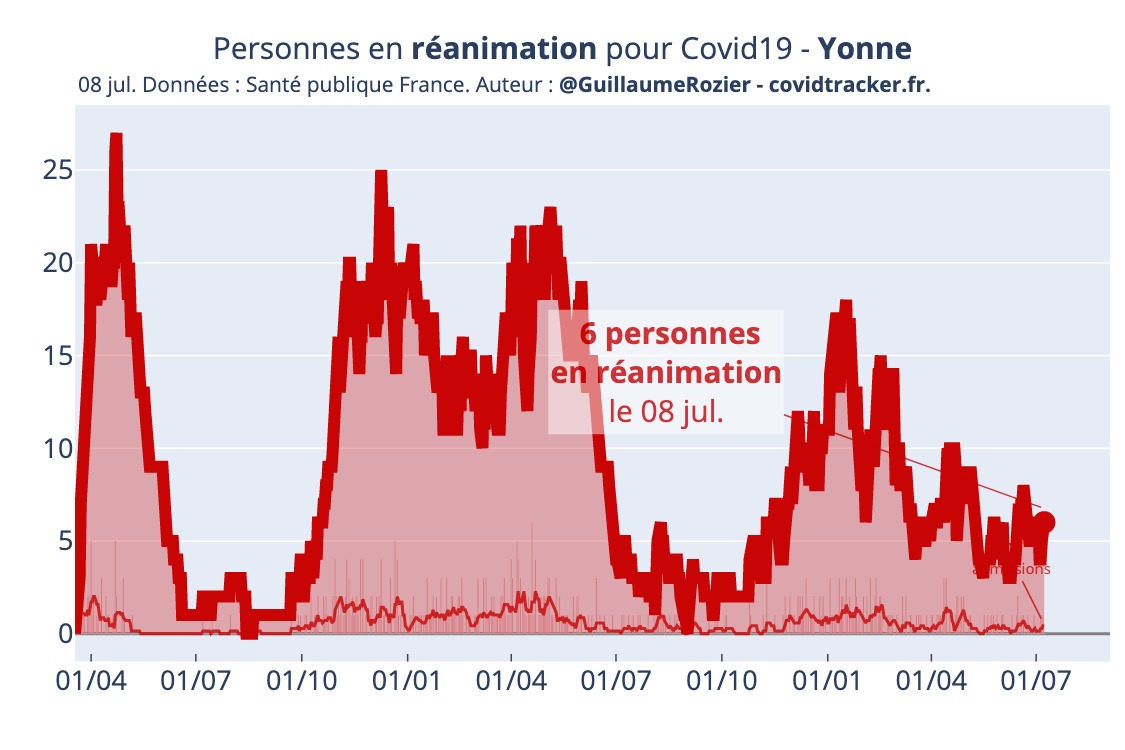 Personnes en réanimation pour Covid19 - Yonne
08 jul. Données : Santé publique France. Auteur : @GuillaumeRozier - covidtracker.fr.
25
20
15
10
5
0
6 personnes
en réanimation
le 08 jul.
admissions
01/04 01/07 01/10 01/01 01/04 01/07 01/10 01/01 01/04 01/07